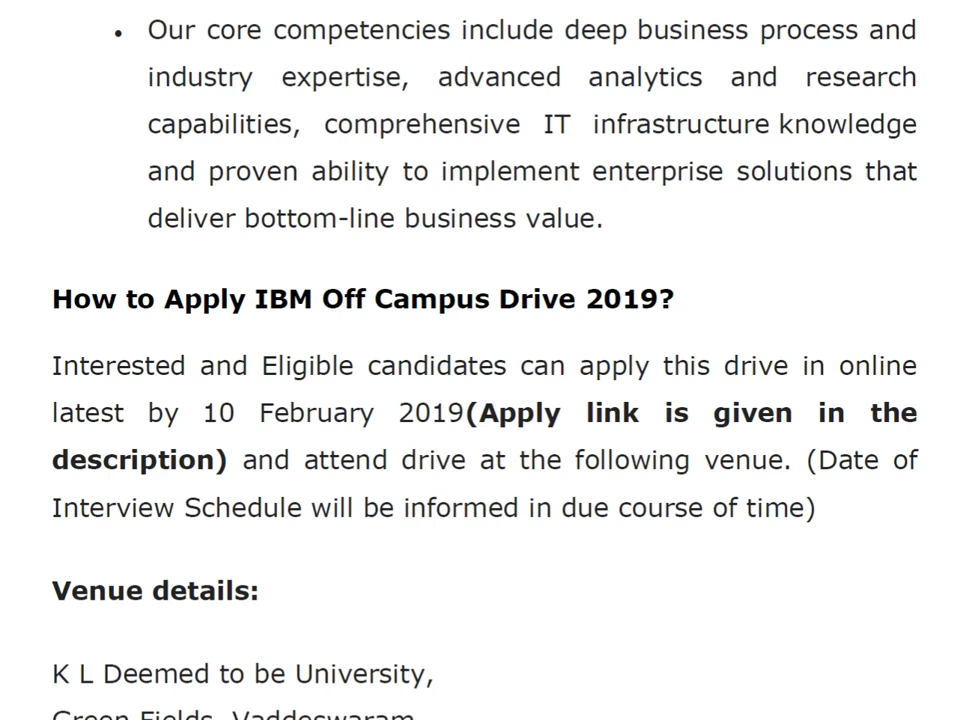 • Our core competencies include deep business process and
industry expertise, advanced analytics and research
capabilities, comprehensive IT infrastructure knowledge
and proven ability to implement enterprise solutions that
deliver bottom-line business value.
How to Apply IBM Off Campus Drive 2019?
Interested and Eligible candidates can apply this drive in online
latest by 10 February 2019(Apply link is given in the
description) and attend drive at the following venue. (Date of
Interview Schedule will be informed in due course of time)
Venue details:
K L Deemed to be University,
Green Fields, Vaddeswaram